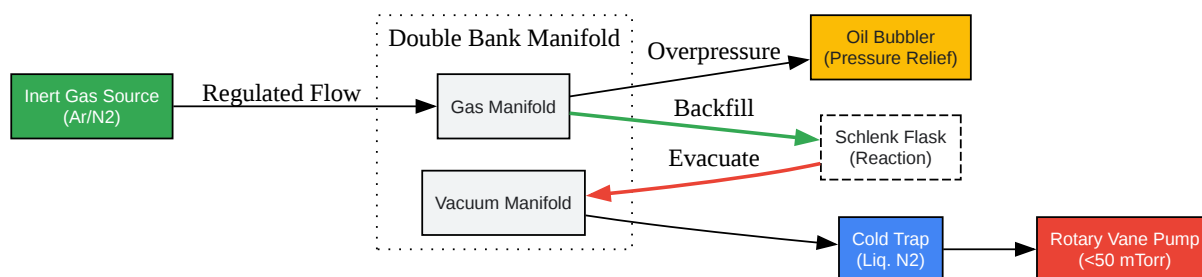 Double Bank Manifold
Inert Gas Source
(Ar/N2)
Regulated Flow
Gas Manifold
Overpressure
Oil Bubbler
(Pressure Relief)
Backfill
Schlenk Flask
(Reaction)
Evacuate
Vacuum Manifold
Cold Trap
(Liq. N2)
Rotary Vane Pump
(<50 mTorr)